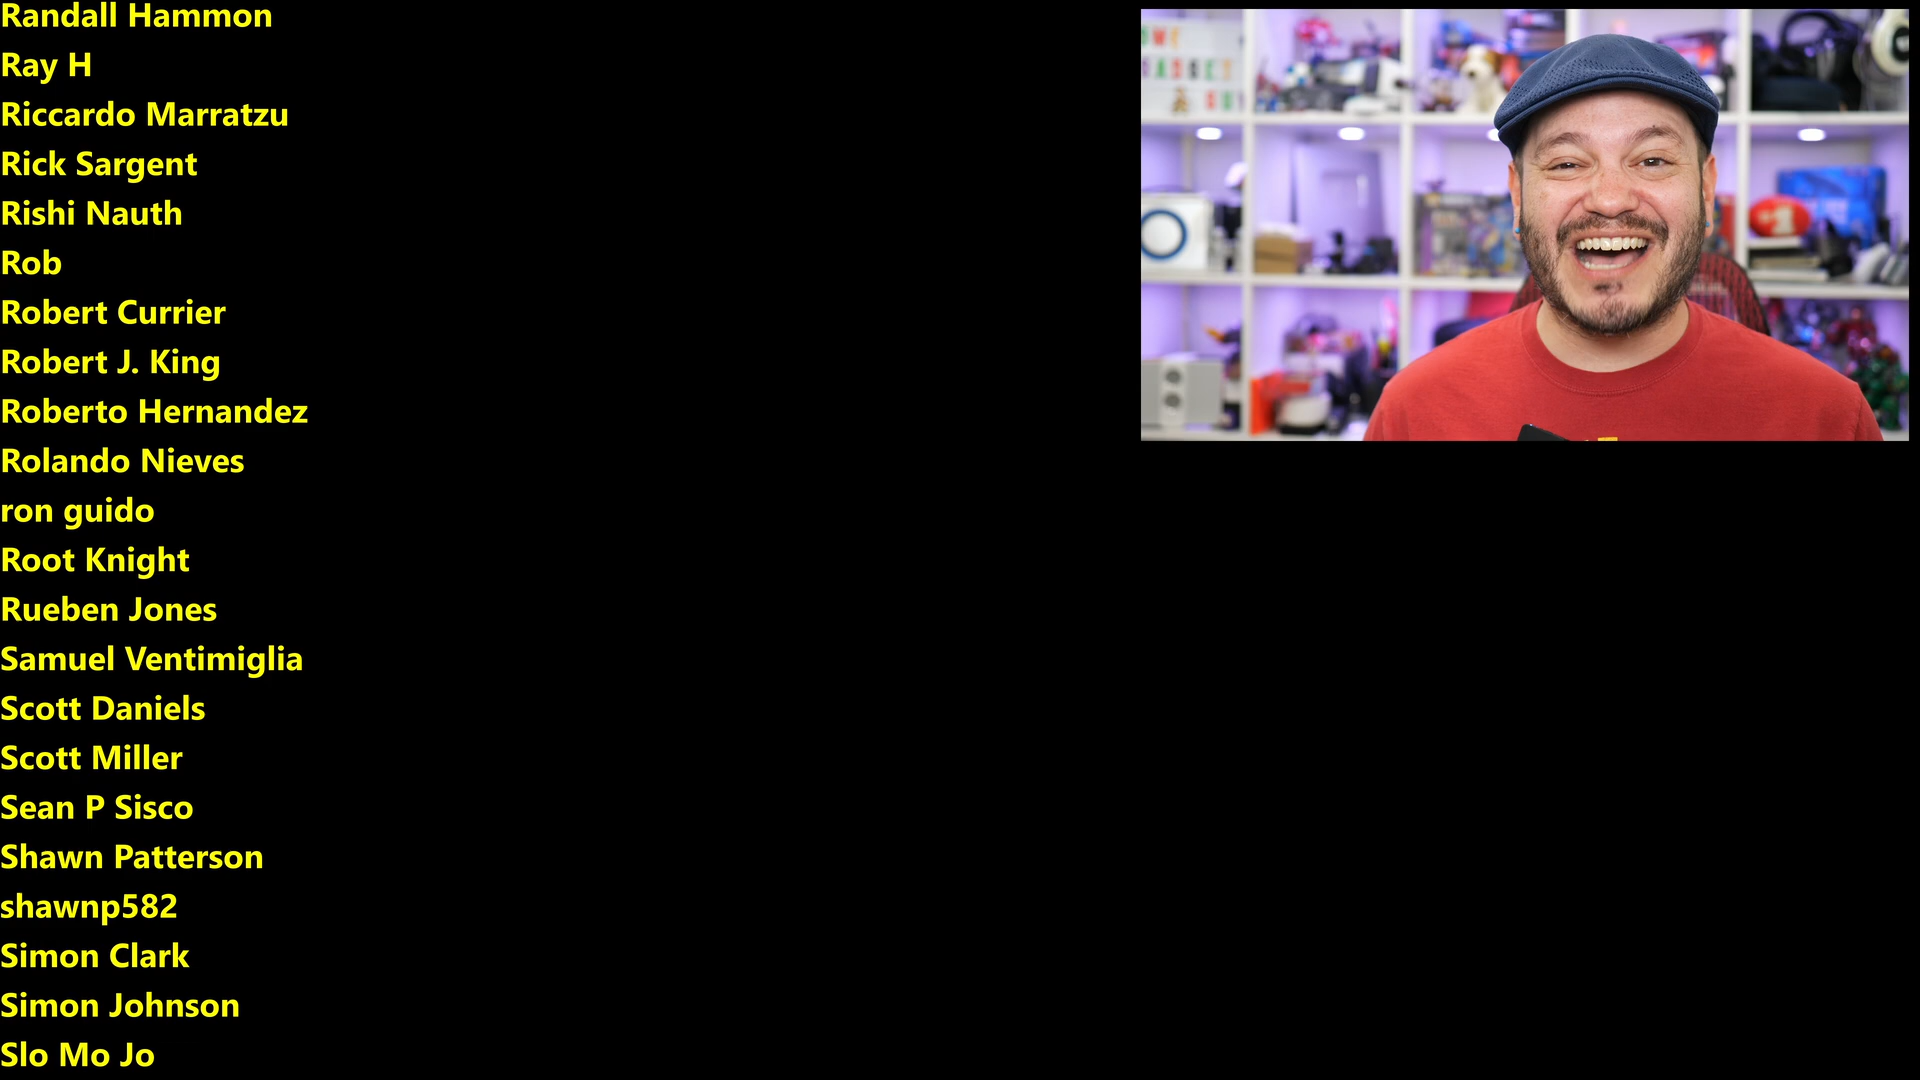 Randall Hammon
Ray H
Riccardo Marratzu
Rick Sargent
Rishi Nauth
Rob
Robert Currier
Robert J. King
Roberto Hernandez
Rolando Nieves
ron guido
Root Knight
Rueben Jones
Samuel Ventimiglia
Scott Daniels
Scott Miller
Sean P Sisco
Shawn Patterson
shawnp582
Simon Clark
Simon Johnson
Slo Mo Jo
#1